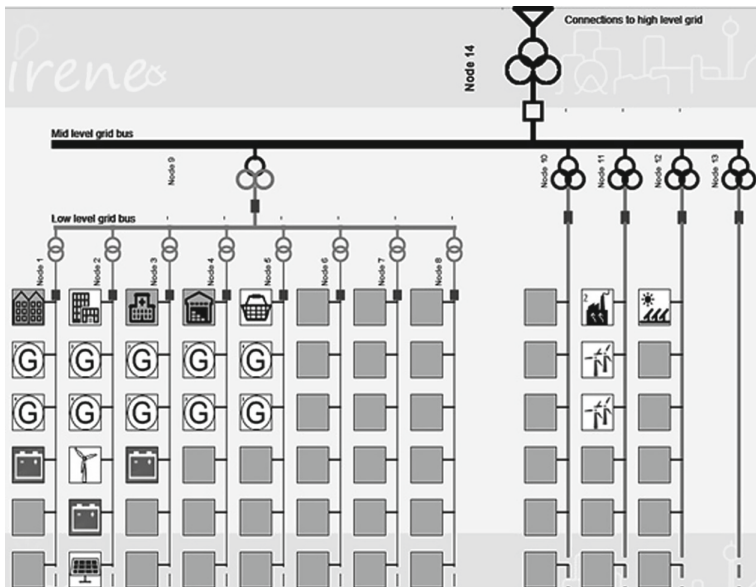 Connections to high level grid
Node 14
irene
Mid level grid bus
Node 9
Node 10
Node 11
Node 12
Node 13
Low level grid bus
Node 1
Node 2
Node 3
Node 4
Node 5
Node 6
Node 7
Node 8
2
G G G G G
G G G G G